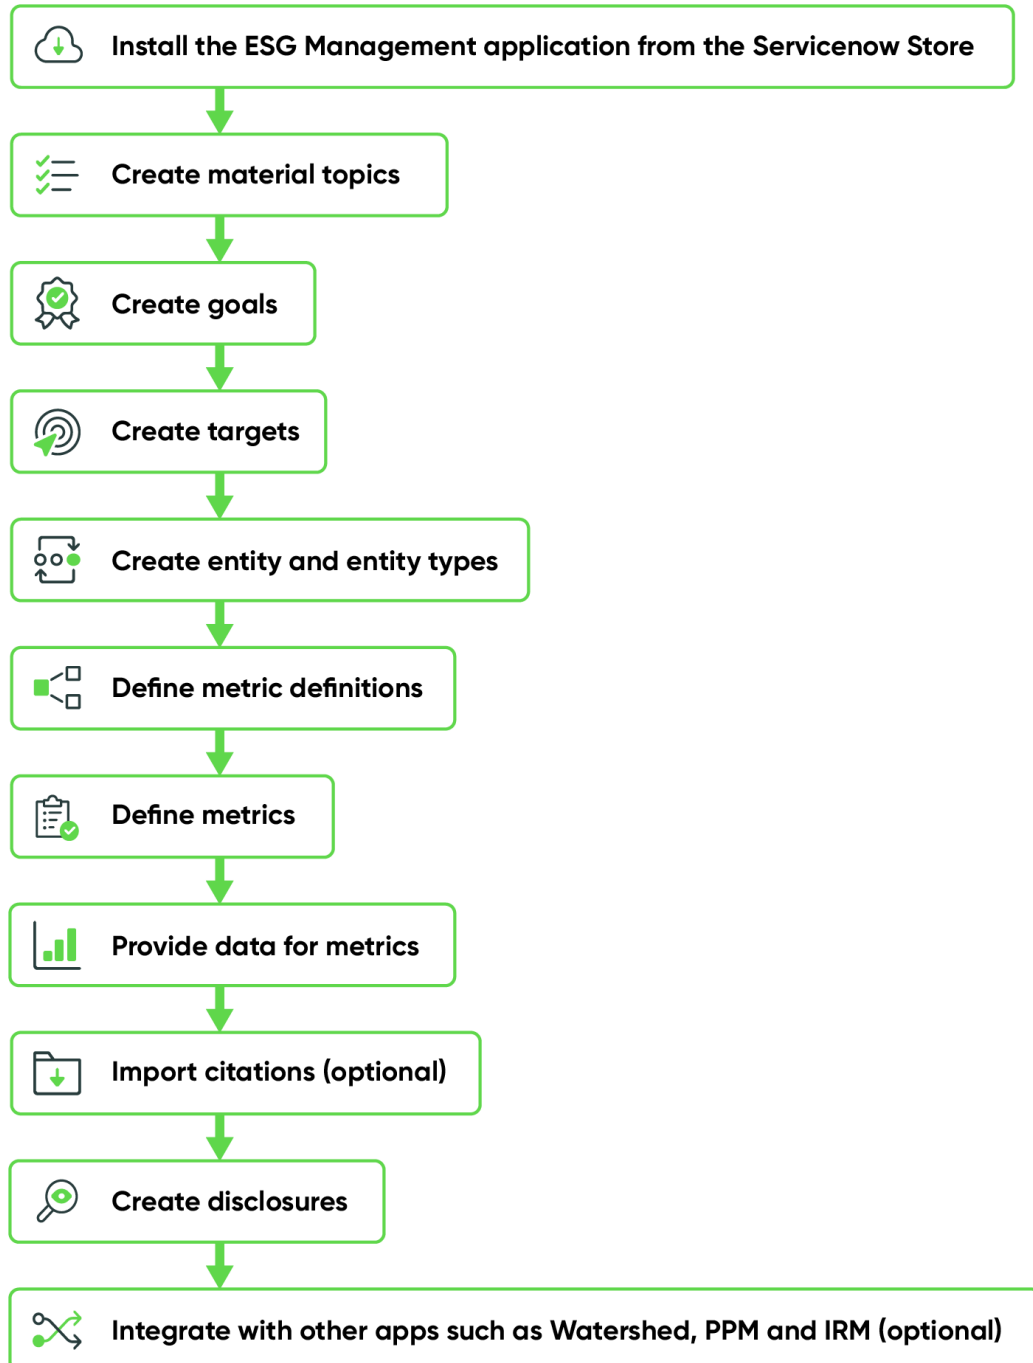 Install the ESG Management application from the Servicenow Store
Create material topics
Create goals
Create targets
Create entity and entity types
Define metric definitions
Define metrics
Provide data for metrics
Import citations (optional)
Create disclosures
Integrate with other apps such as Watershed, PPM and IRM (optional)